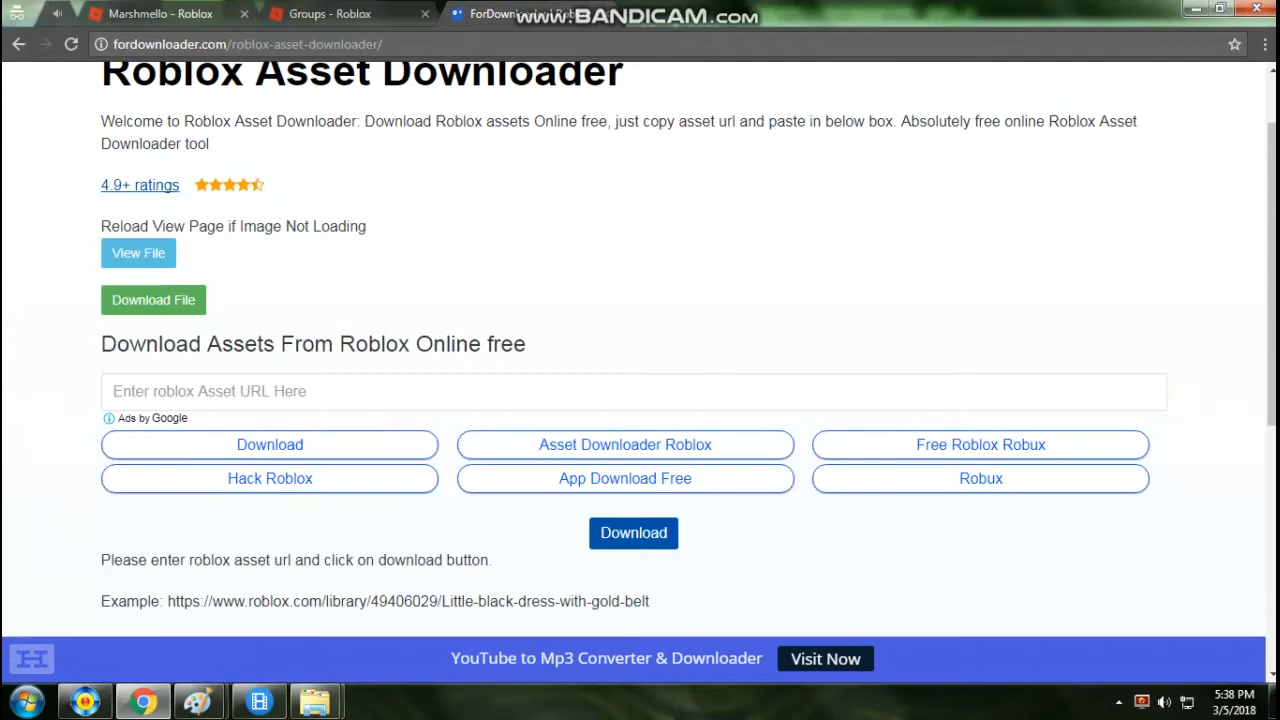 Marshmello - Roblox
Groups - Roblox
www.BANDICAM.com
fordownloader.com/roblox-asset-downloader/
Roblox Asset Downloader
Welcome to Roblox Asset Downloader: Download Roblox assets Online free, just copy asset url and paste in below box. Absolutely free online Roblox Asset
Downloader tool
4.9+ ratings
Reload View Page if Image Not Loading
View File
Download File
Download Assets From Roblox Online free
Enter roblox Asset URL Here
Ads by Google
Download
Asset Downloader Roblox
Free Roblox Robux
Hack Roblox
App Download Free
Robux
Download
Please enter roblox asset url and click on download button.
Example: https://www.roblox.com/library/49406029/Little-black-dress-with-gold-belt
YouTube to Mp3 Converter & Downloader
Visit Now
5:38 PM
3/5/2018